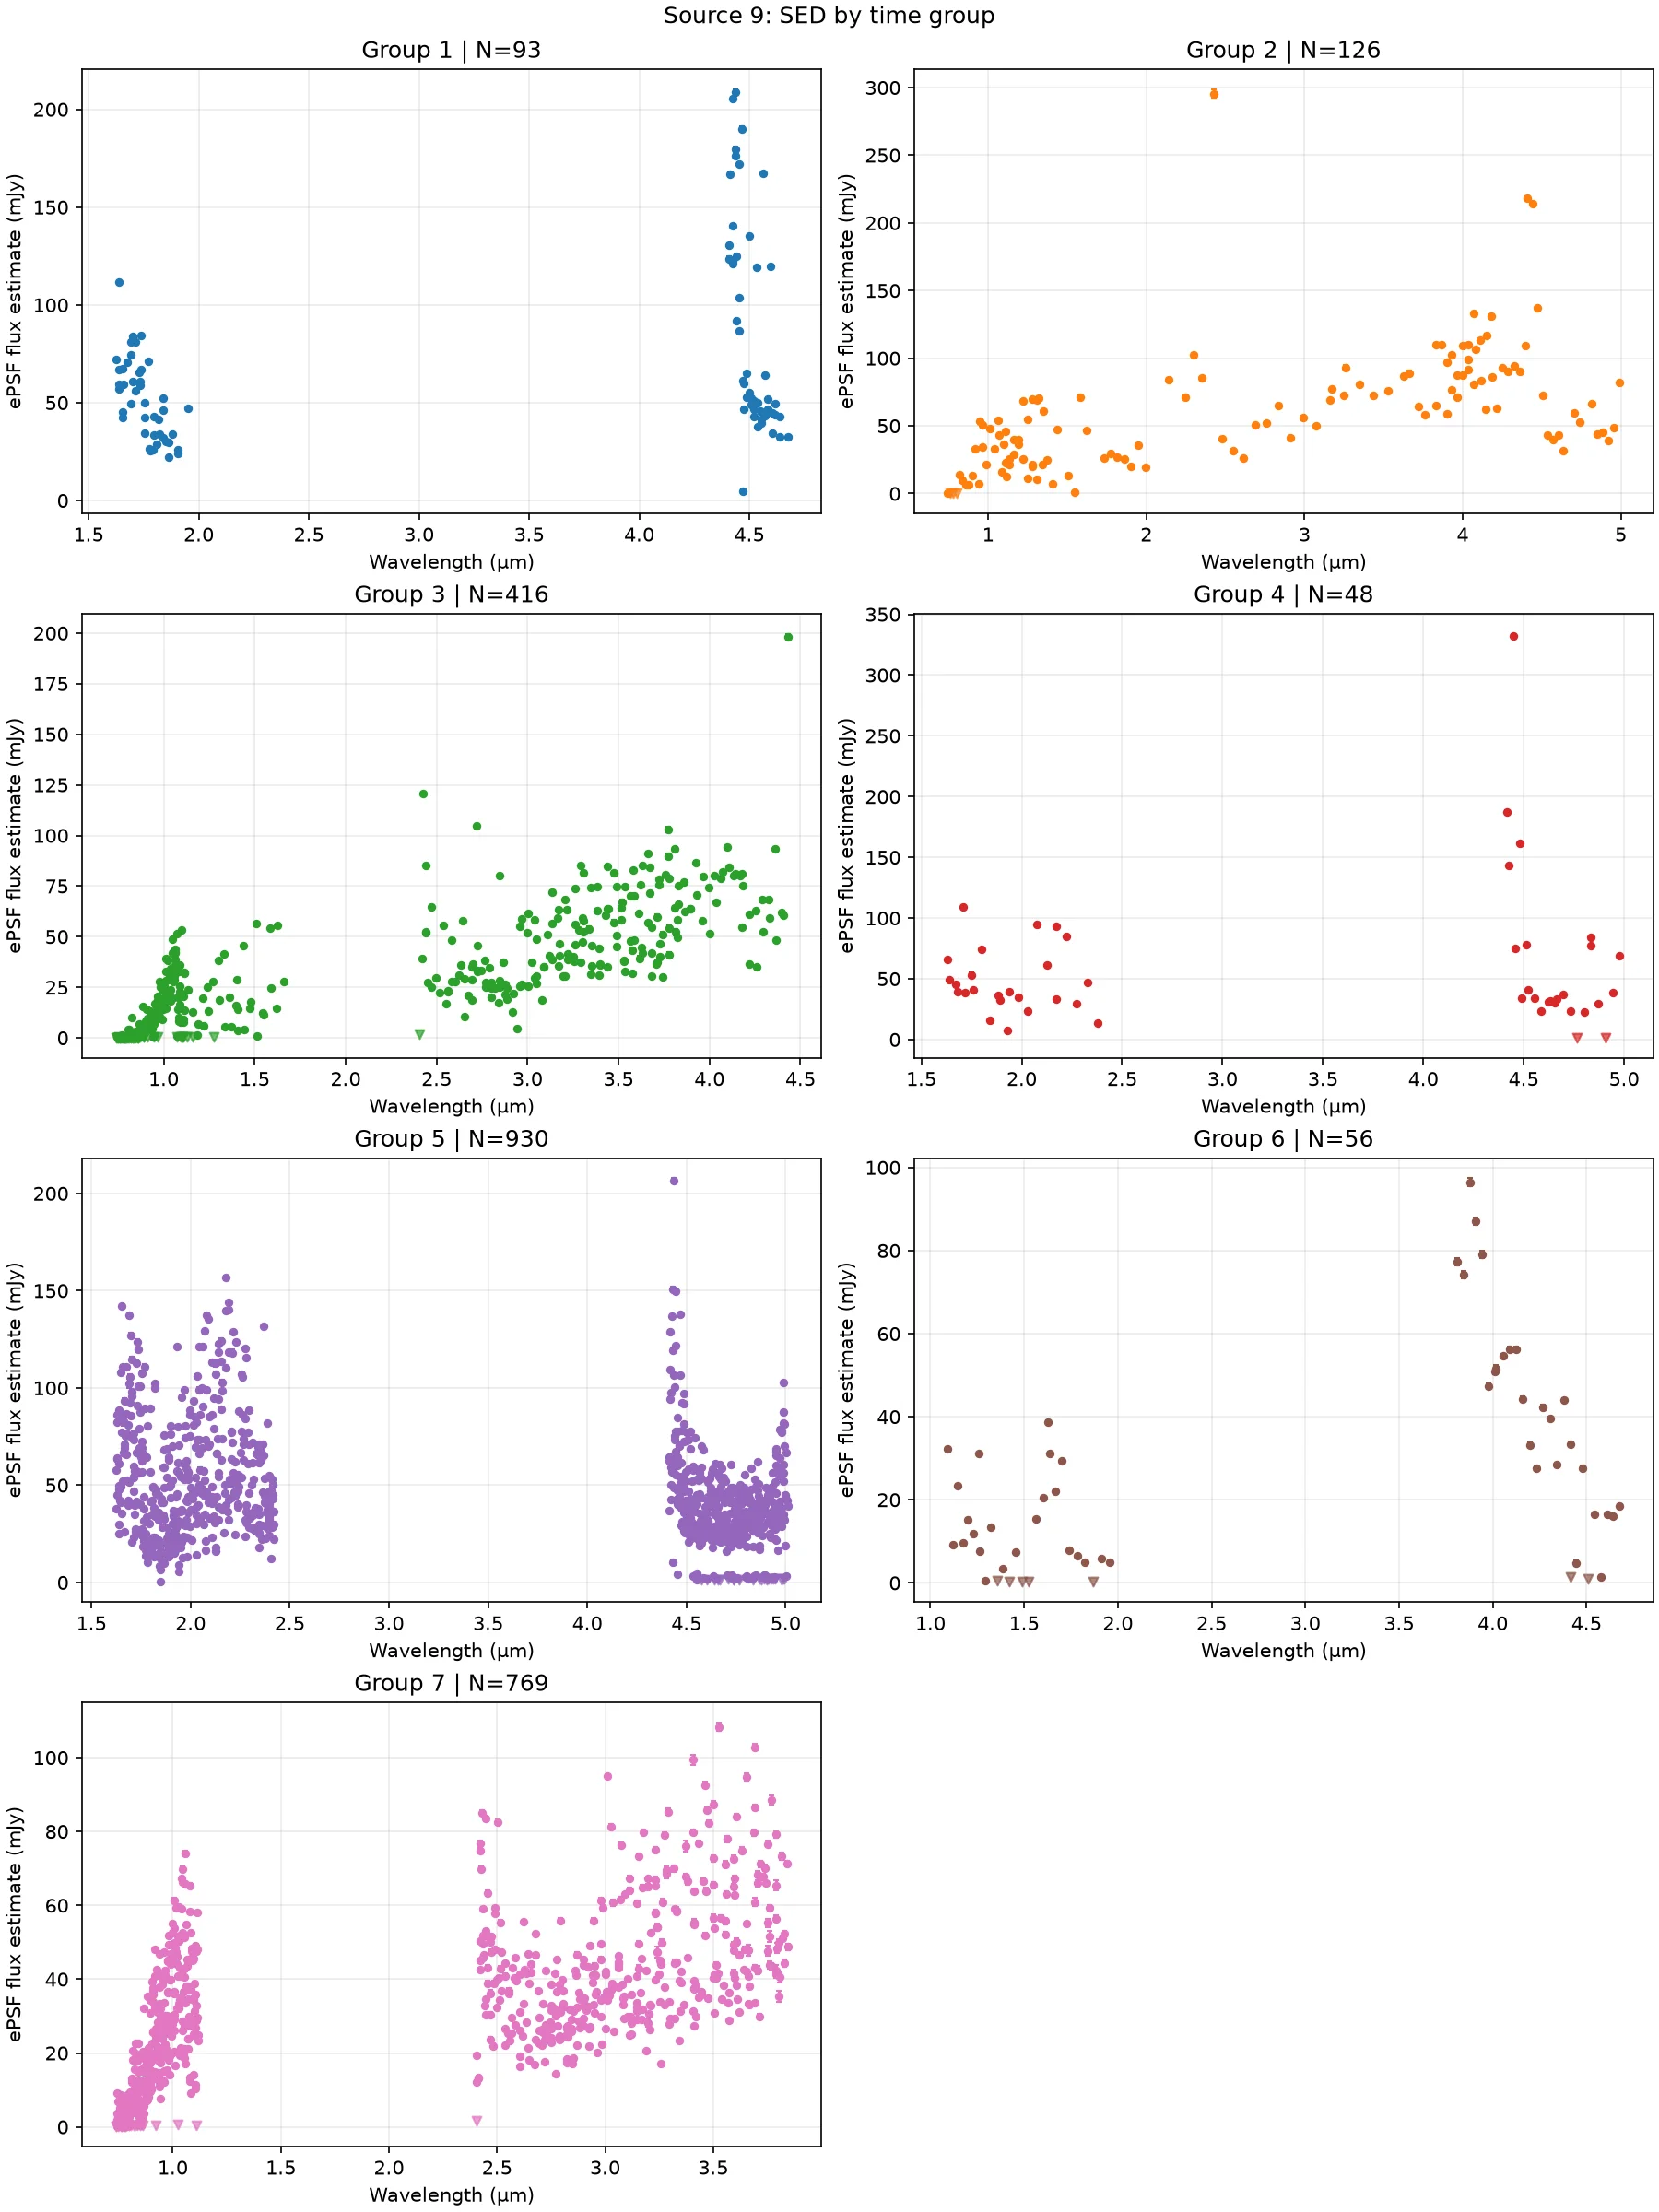 Source 9: SED by time group
Group 1 | N=93
ePSF flux estimate (mJy)
200
150
100
50
0
1.5 2.0 2.5 3.0 3.5 4.0 4.5
Wavelength (μm)
Group 2 | N=126
ePSF flux estimate (mJy)
300
250
200
150
100
50
0
1 2 3 4 5
Wavelength (μm)
Group 3 | N=416
ePSF flux estimate (mJy)
200
175
150
125
100
75
50
25
0
1.0 1.5 2.0 2.5 3.0 3.5 4.0 4.5
Wavelength (μm)
Group 4 | N=48
ePSF flux estimate (mJy)
350
300
250
200
150
100
50
0
1.5 2.0 2.5 3.0 3.5 4.0 4.5 5.0
Wavelength (μm)
Group 5 | N=930
ePSF flux estimate (mJy)
200
150
100
50
0
1.5 2.0 2.5 3.0 3.5 4.0 4.5 5.0
Wavelength (μm)
Group 6 | N=56
ePSF flux estimate (mJy)
100
80
60
40
20
0
1.0 1.5 2.0 2.5 3.0 3.5 4.0 4.5
Wavelength (μm)
Group 7 | N=769
ePSF flux estimate (mJy)
100
80
60
40
20
0
1.0 1.5 2.0 2.5 3.0 3.5
Wavelength (μm)